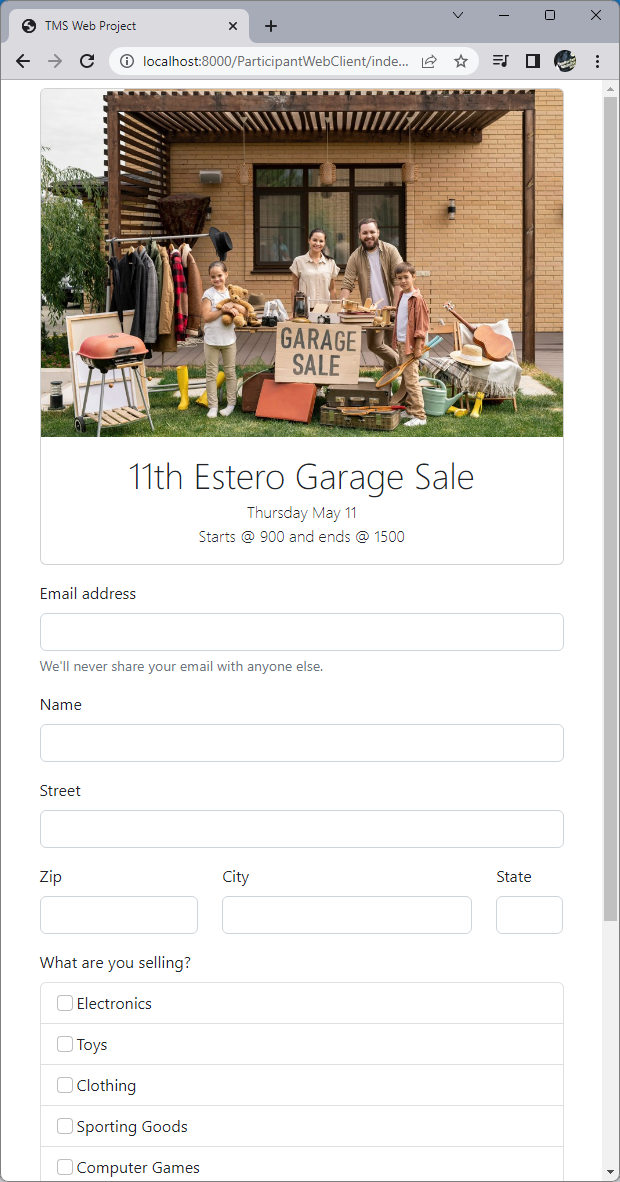 TMS Web Project
localhost:8000/ParticipantWebClient/inde...
GARAGE
SALE
11th Estero Garage Sale
Thursday May 11
Starts @ 900 and ends @ 1500
Email address
We'll never share your email with anyone else.
Name
Street
Zip City State
What are you selling?
Electronics
Toys
Clothing
Sporting Goods
Computer Games